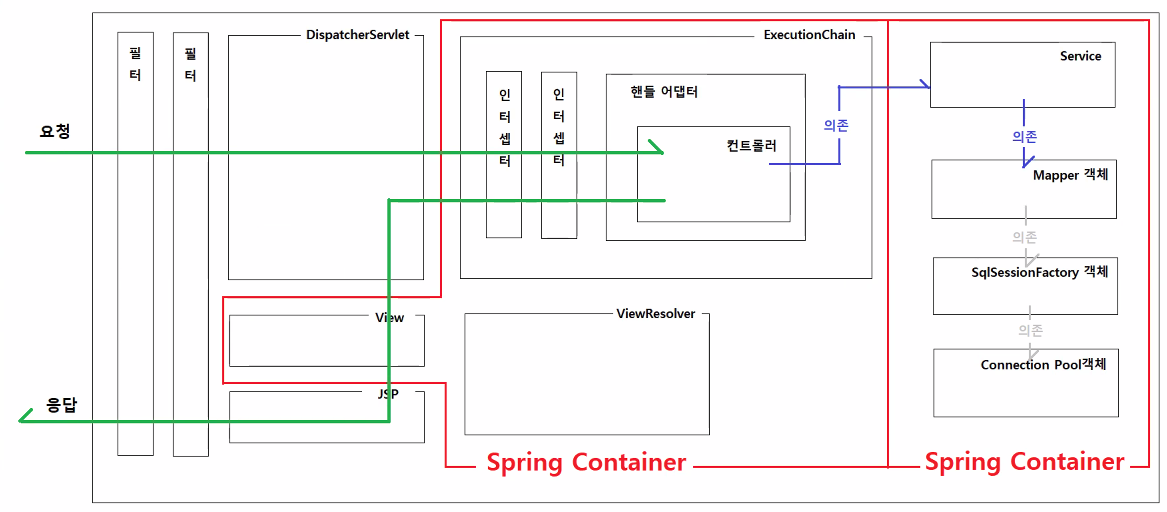 필터
필터
DispatcherServlet
ExecutionChain
인터셉터
인터셉터
핸들 어댑터
컨트롤러
의존
Service
의존
Mapper 객체
의존
SqlSessionFactory 객체
의존
Connection Pool객체
요청
View
ViewResolver
JSP
응답
Spring Container
Spring Container